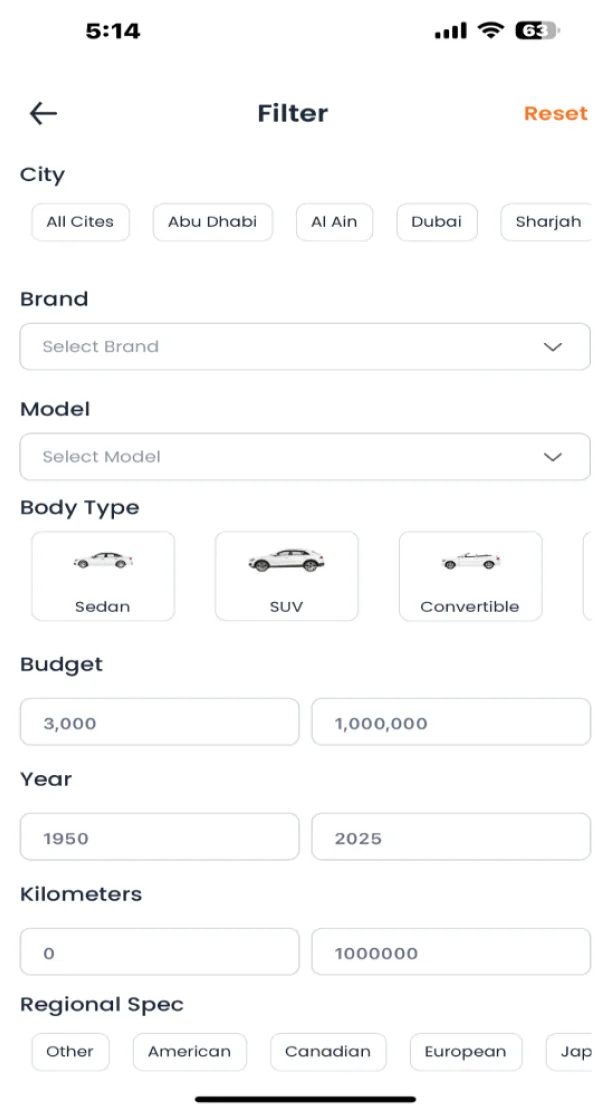 5:14 63
Filter Reset
City
All Cites Abu Dhabi Al Ain Dubai Sharjah
Brand
Select Brand
Model
Select Model
Body Type
Sedan SUV Convertible
Budget
3,000 1,000,000
Year
1950 2025
Kilometers
0 1000000
Regional Spec
Other American Canadian European Jap